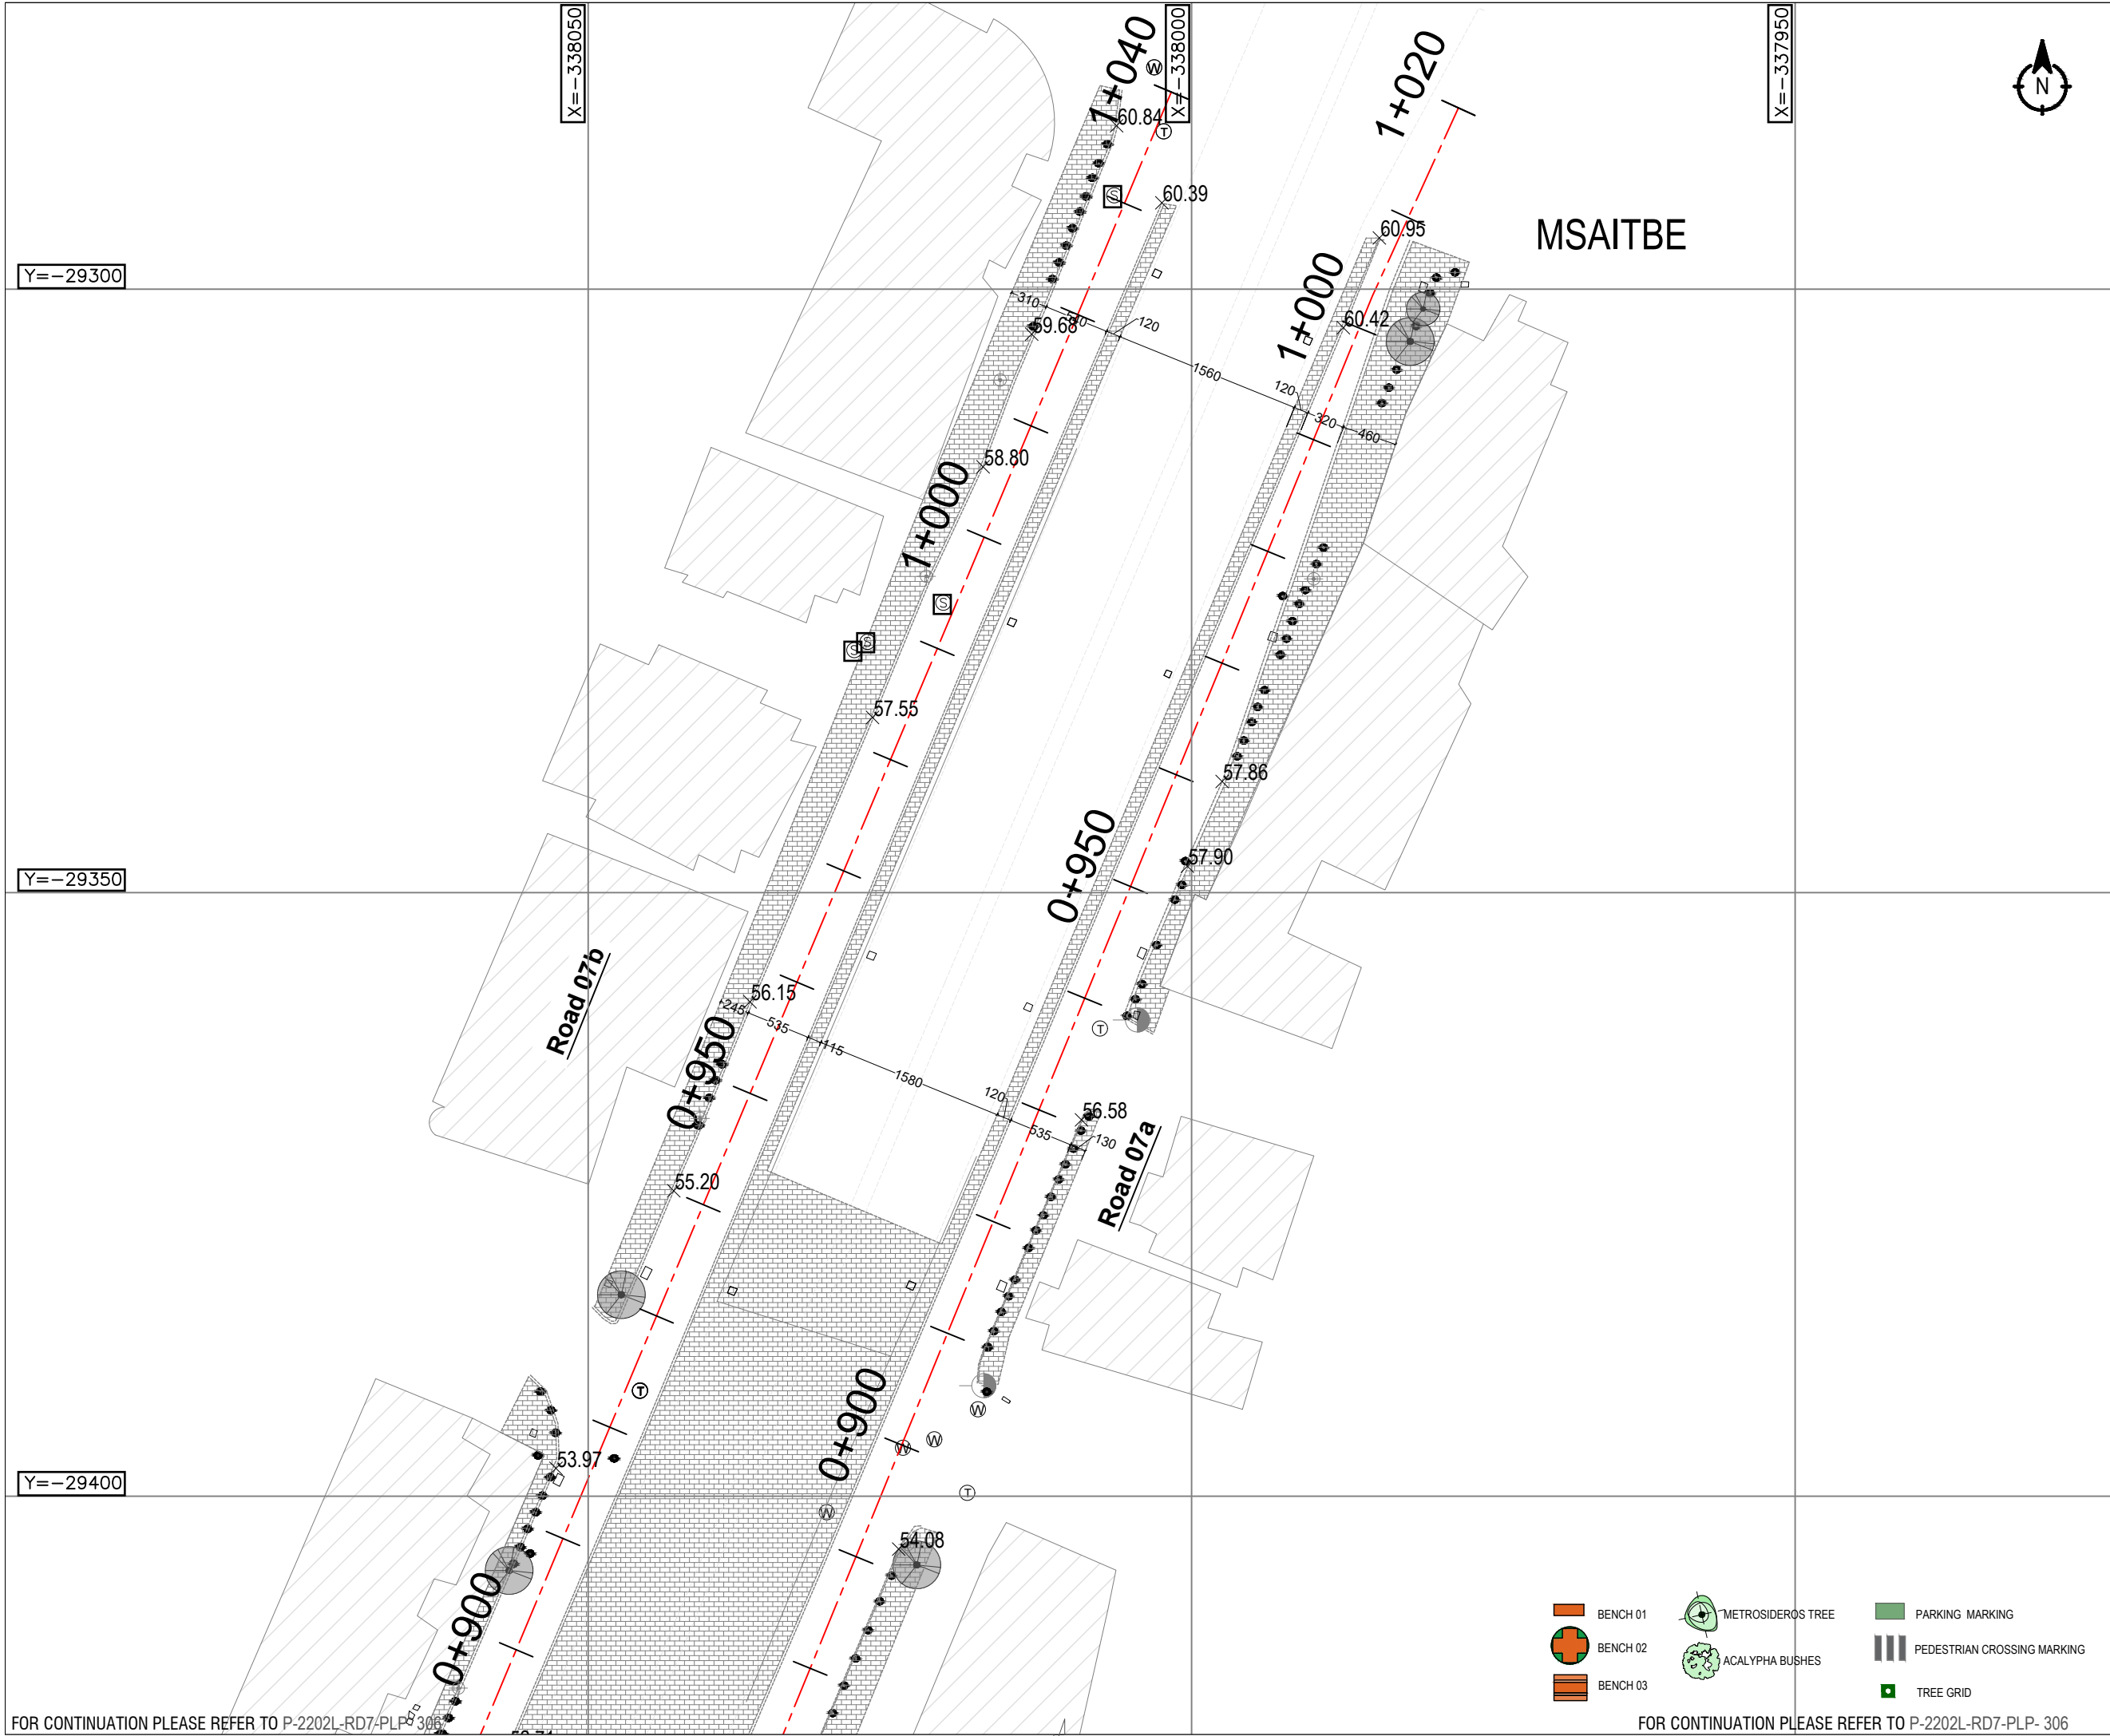 X=-338050
X=-338000
X=-337950
N
1+040
1+020
W
60.84
T
S
60.39
60.95
MSAITBE
1+000
Y=-29300
310
59.68
120
60.42
1560
120
320
460
58.80
1+000
S
S
S
57.55
57.86
0+950
57.90
Y=-29350
Road 07b
56.15
245
535
115
T
0+950
1580
120
56.58
535
130
Road 07a
55.20
0+900
T
W
W
W
53.97
Y=-29400
T
W
54.08
0+900
BENCH 01
METROSIDEROS TREE
PARKING MARKING
BENCH 02
ACALYPHA BUSHES
PEDESTRIAN CROSSING MARKING
BENCH 03
TREE GRID
FOR CONTINUATION PLEASE REFER TO P-2202L-RD7-PLP- 306
FOR CONTINUATION PLEASE REFER TO P-2202L-RD7-PLP- 306